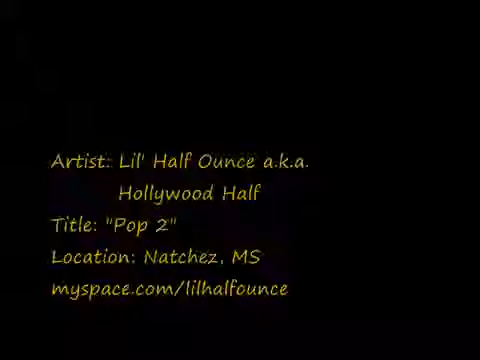 Artist: Lil' Half Ounce a.k.a.
Hollywood Half
Title: "Pop 2"
Location: Natchez, MS
myspace.com/lilhalfounce